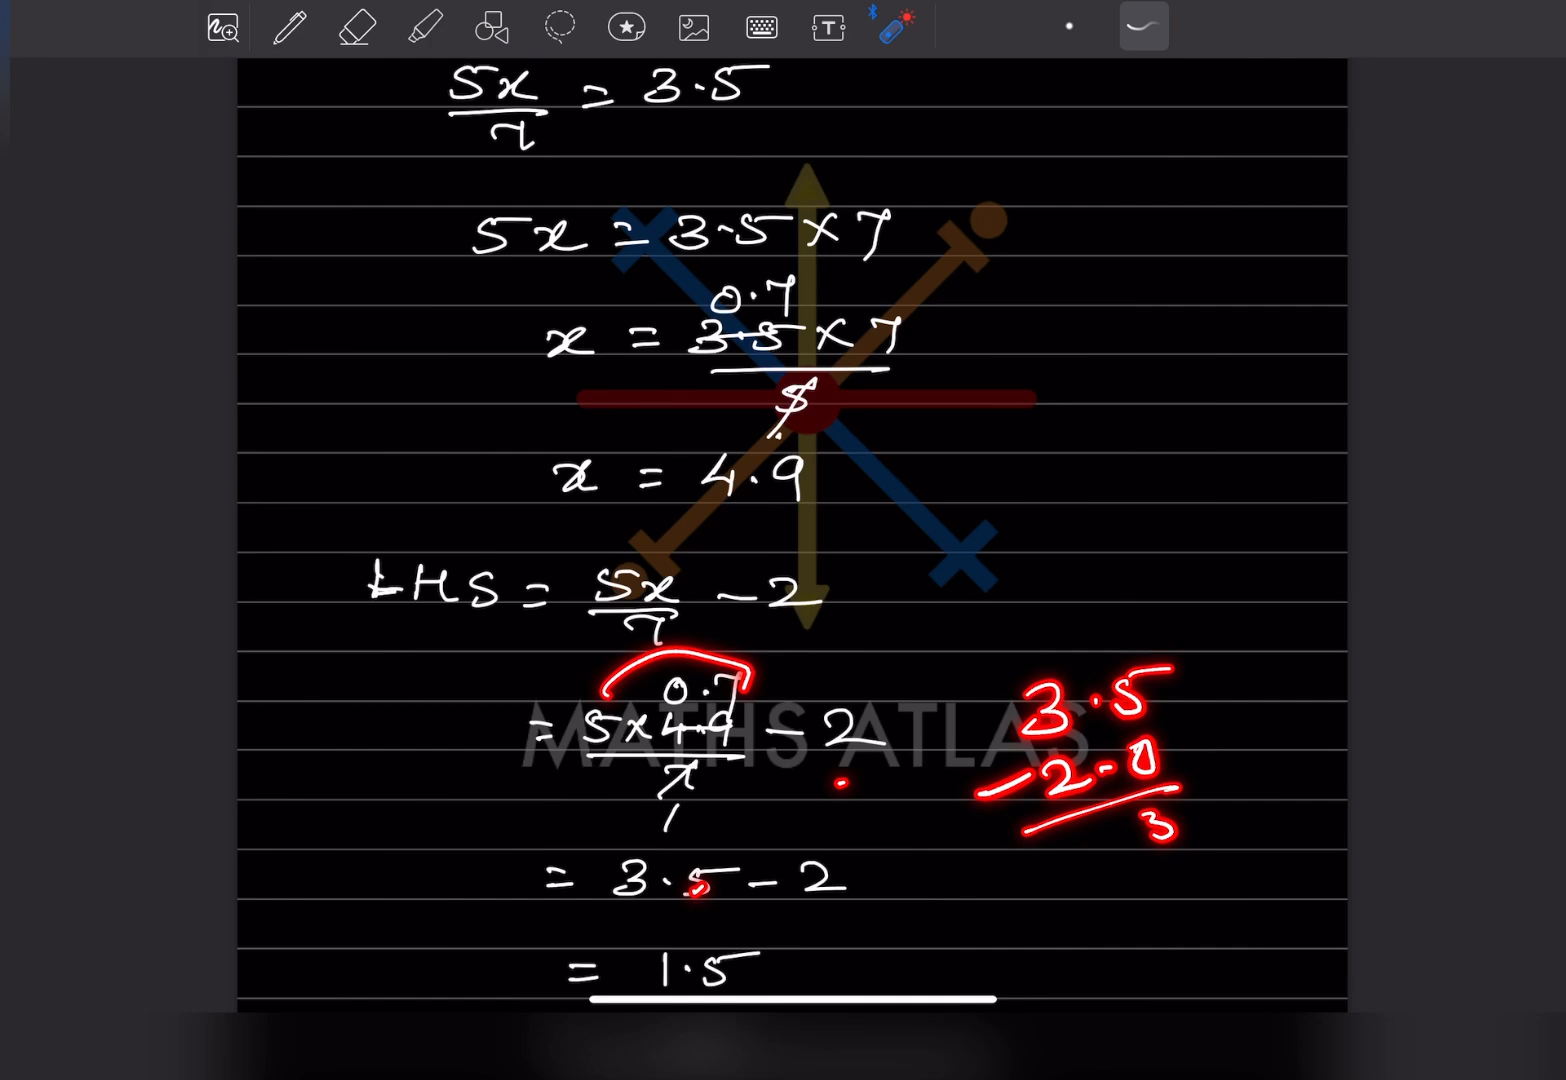 5x/7 = 3.5
5x = 3.5 × 7
0.7
x = 3.5 × 7 / 5
x = 4.9
LHS = 5x/7 - 2
0.7
= 5 × 4.9 / 7 - 2
1
3.5
- 2.0
3
= 3.5 - 2
= 1.5
MATHS ATLAS